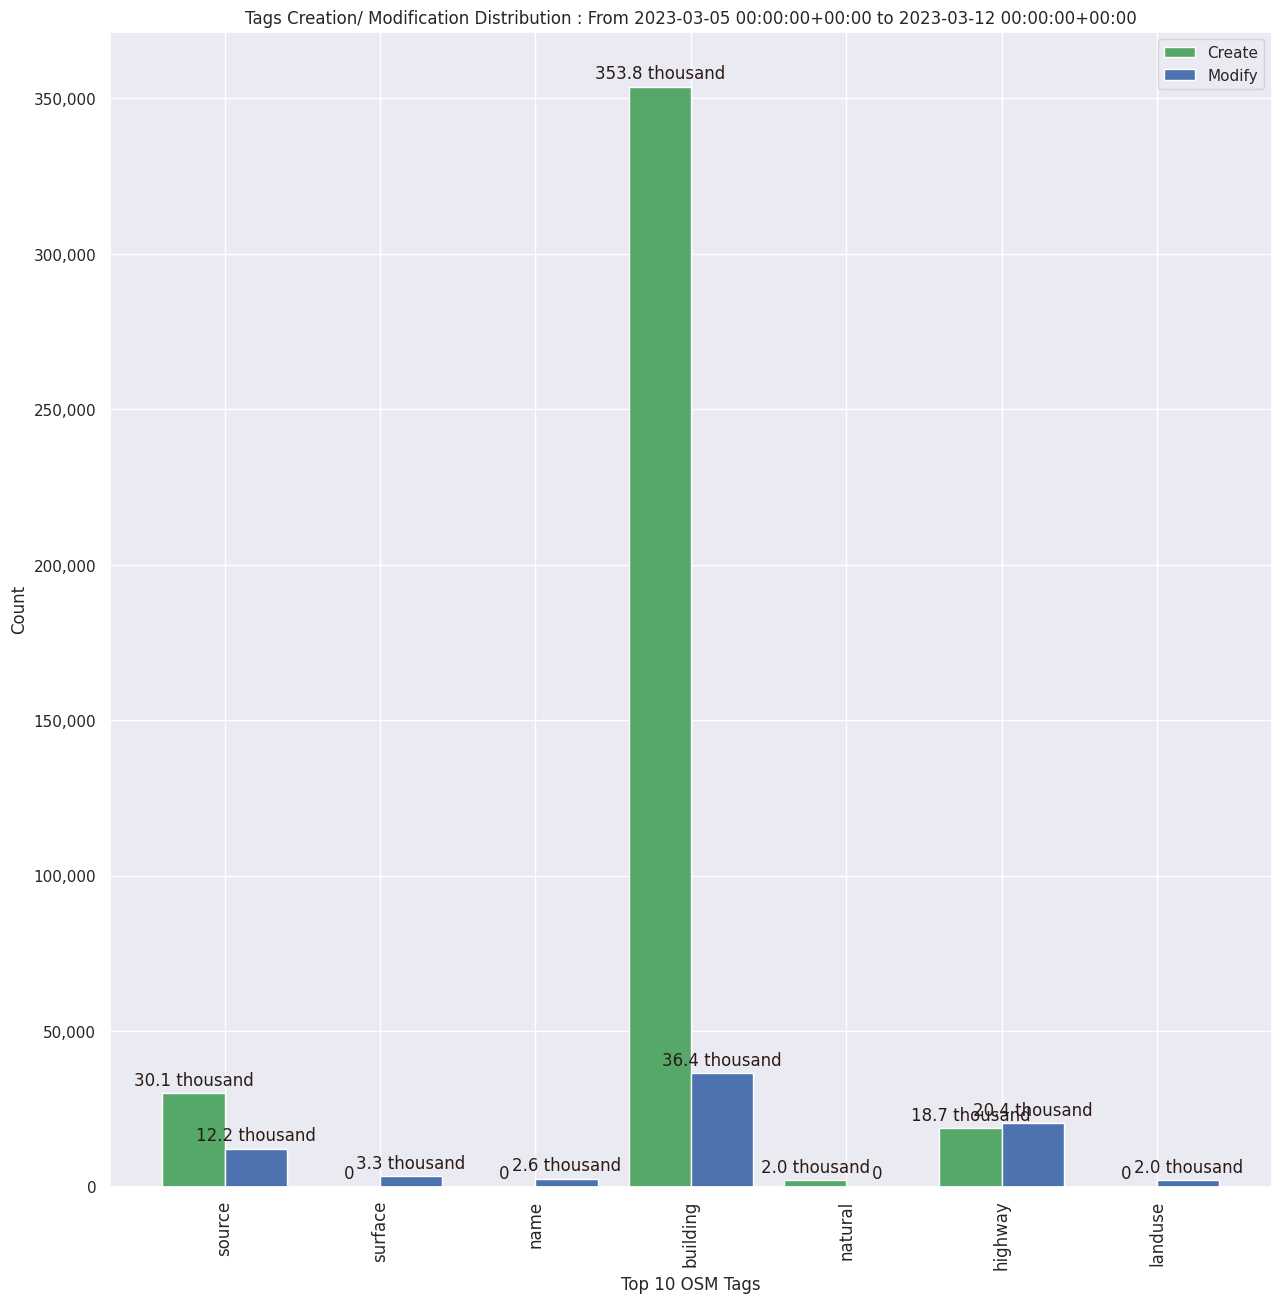 Tags Creation/ Modification Distribution : From 2023-03-05 00:00:00+00:00 to 2023-03-12 00:00:00+00:00
Create
Modify
353.8 thousand
350,000
300,000
250,000
200,000
150,000
100,000
50,000
0
Count
30.1 thousand
12.2 thousand
0
3.3 thousand
0
2.6 thousand
36.4 thousand
2.0 thousand
0
18.7 thousand
20.4 thousand
0
2.0 thousand
source
surface
name
building
natural
highway
landuse
Top 10 OSM Tags